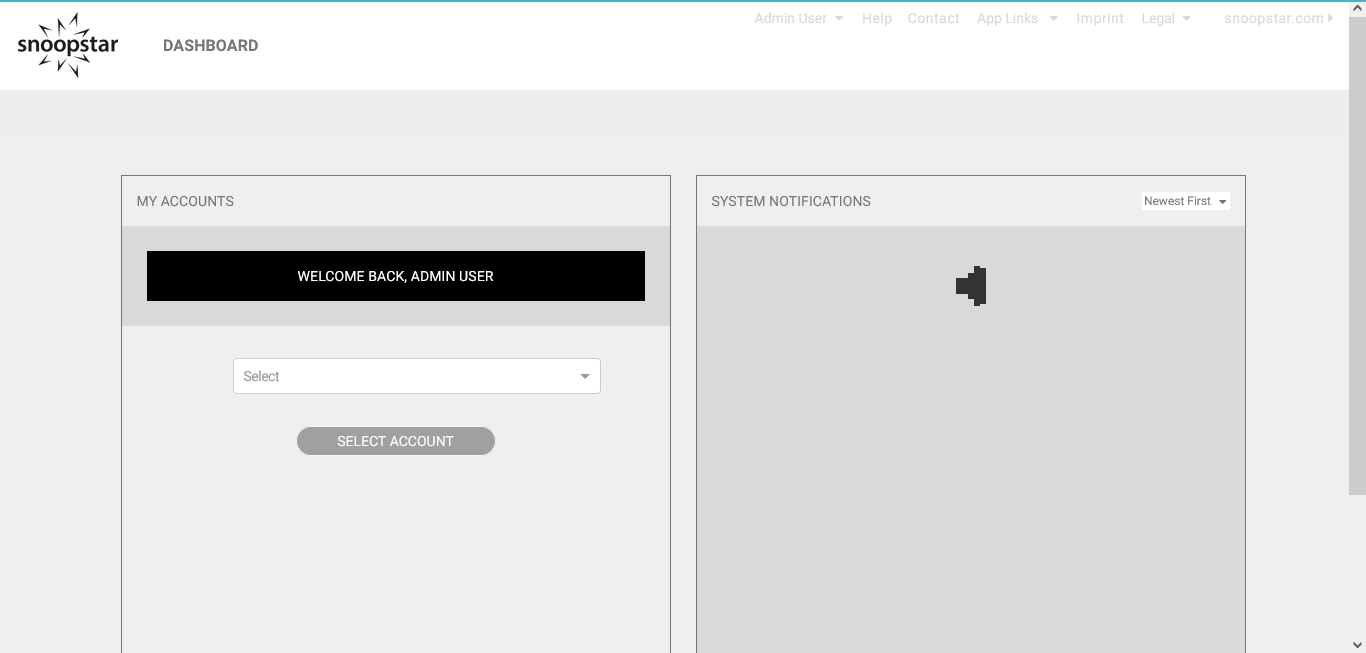 Admin User
Help
Contact
App Links
Imprint
Legal
snoopstar.com
snoopstar
DASHBOARD
MY ACCOUNTS
WELCOME BACK, ADMIN USER
Select
SELECT ACCOUNT
SYSTEM NOTIFICATIONS
Newest First